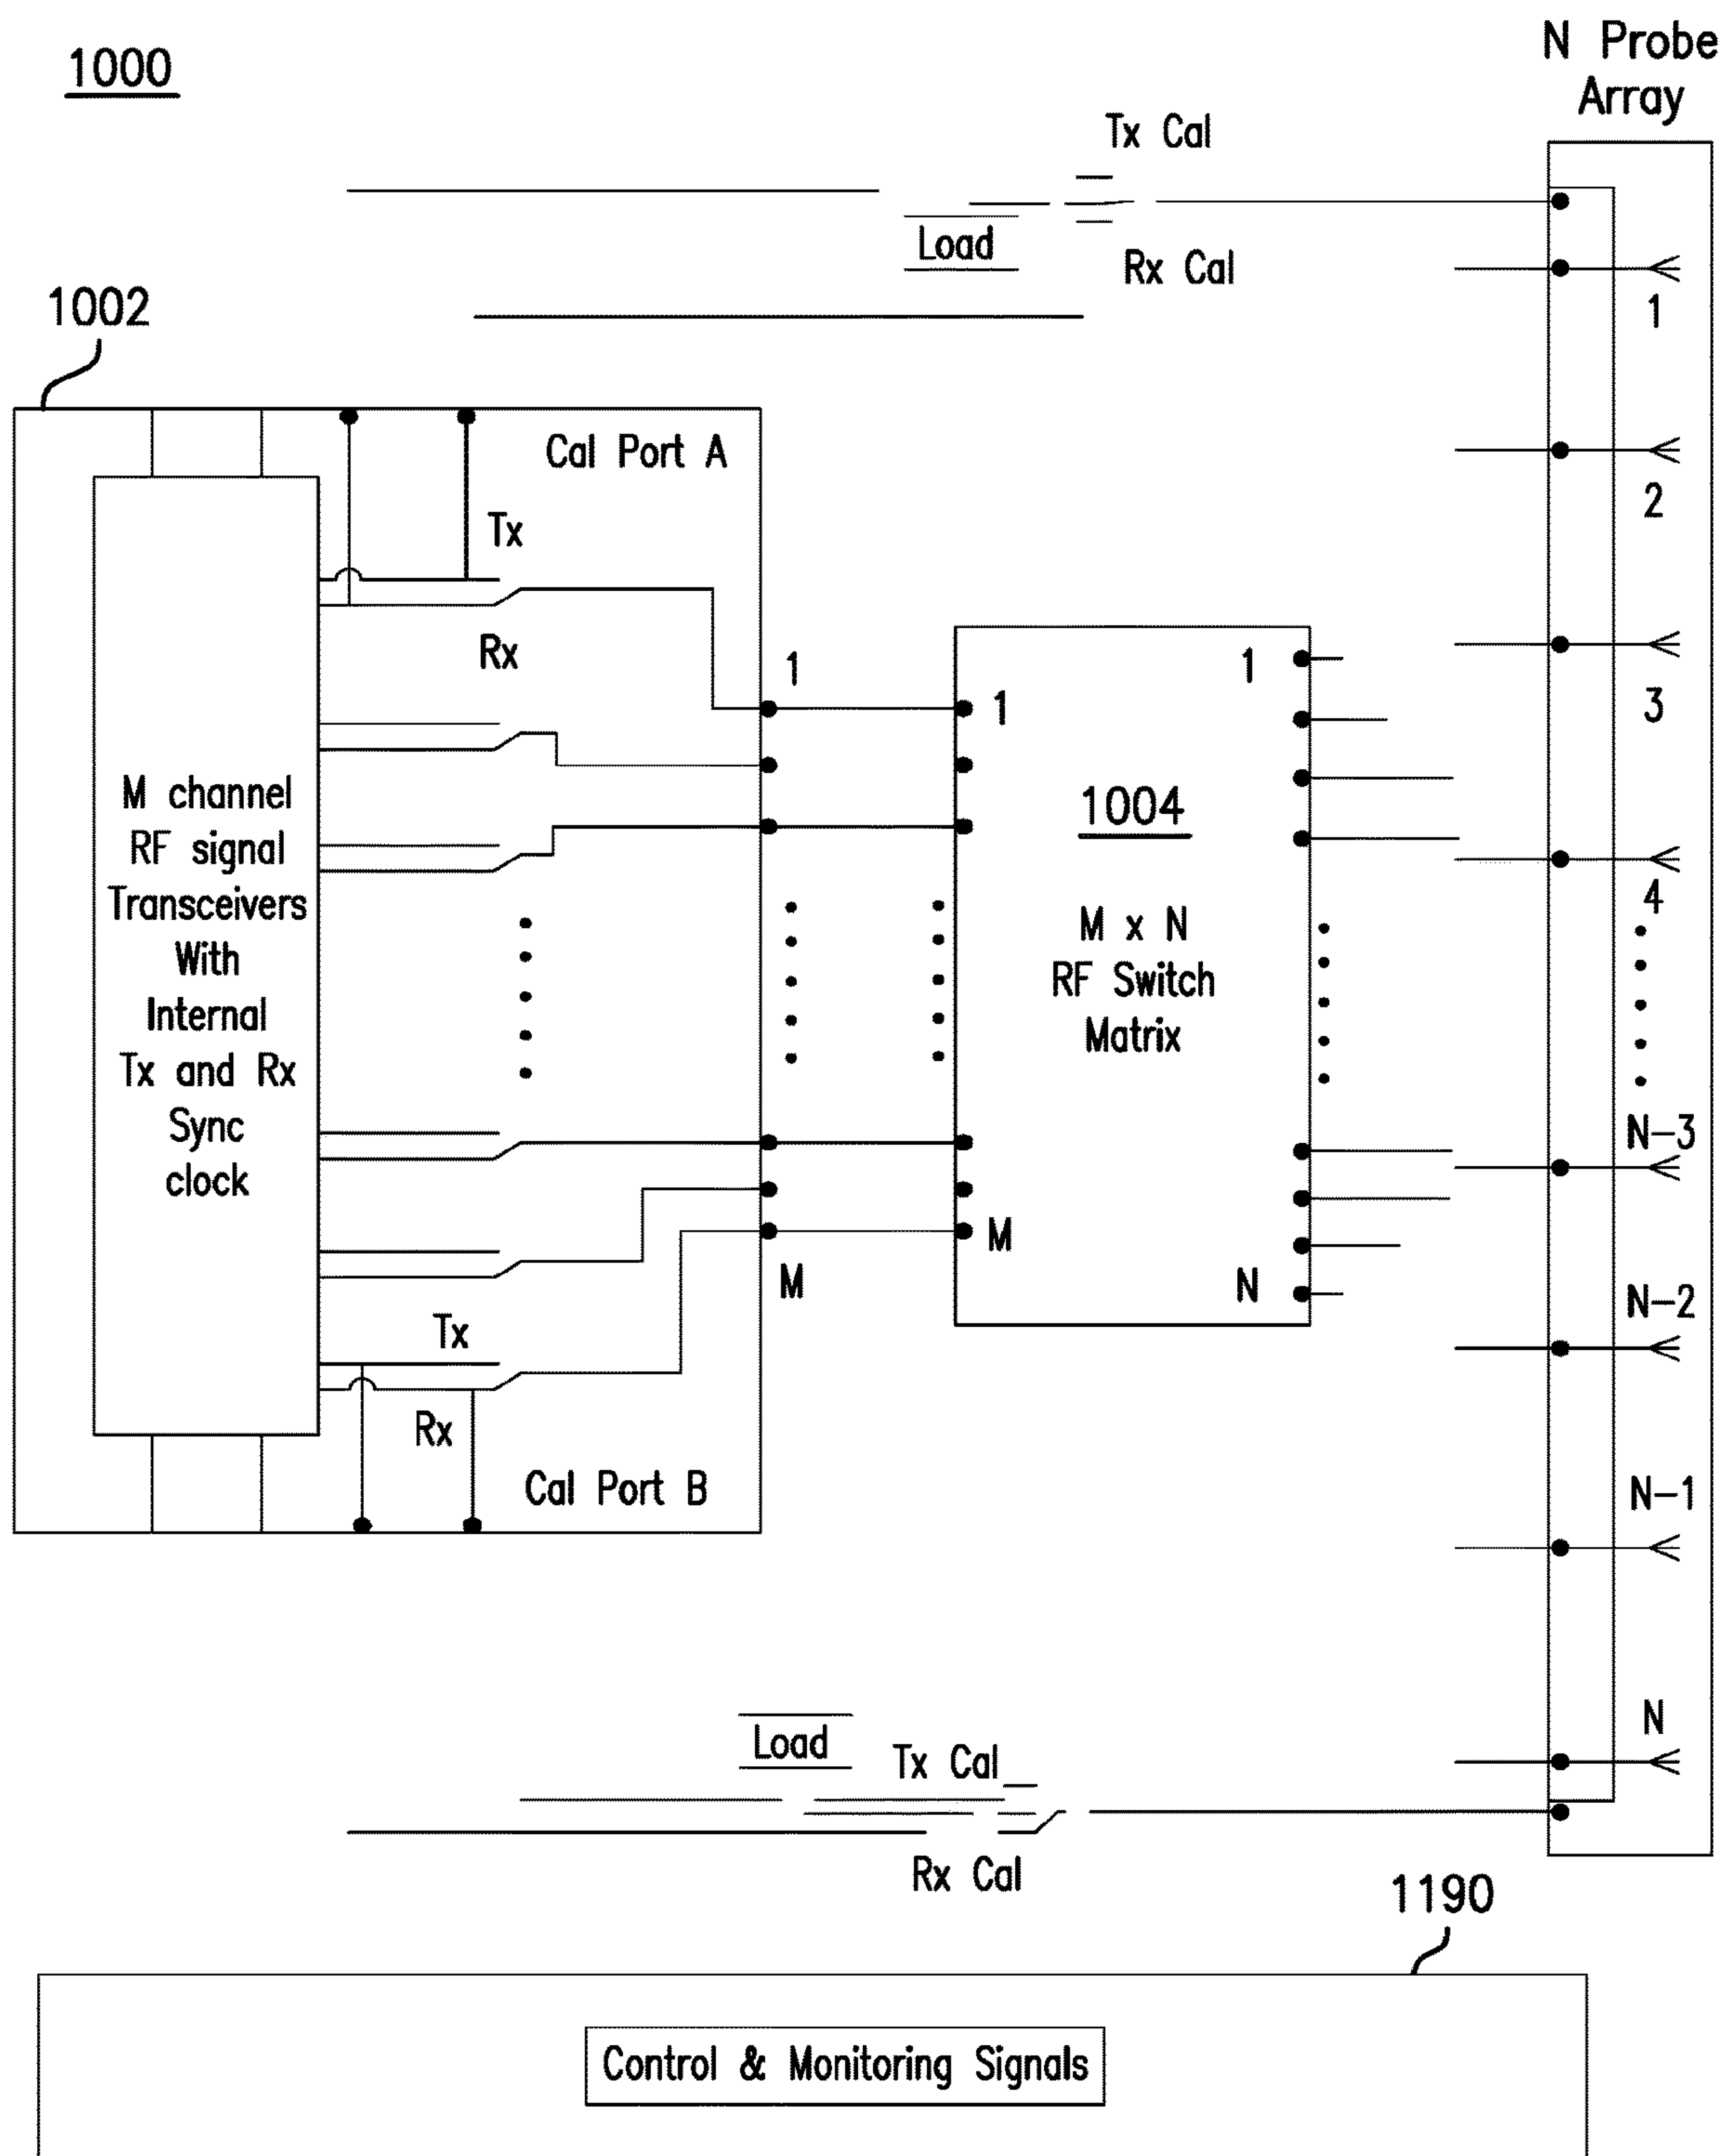 1000
N Probe
Array
Tx Cal
Load
Rx Cal
1002
1
2
3
4
N-3
N-2
N-1
N
Cal Port A
Tx
Rx
M channel
RF signal
Transceivers
With
Internal
Tx and Rx
Sync
clock
1
M
Tx
Rx
Cal Port B
1
1
1004
M x N
RF Switch
Matrix
M
N
Load
Tx Cal
Rx Cal
1190
Control & Monitoring Signals